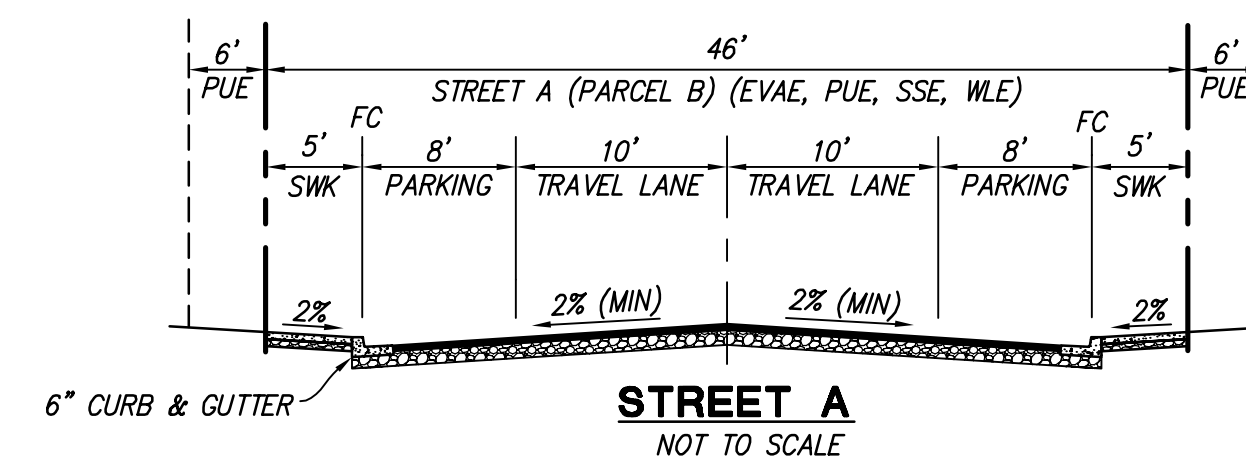 6' 46' 6'
PUE STREET A (PARCEL B) (EVAE, PUE, SSE, WLE) PUE
FC FC
5' 8' 10' 10' 8' 5'
SWK PARKING TRAVEL LANE TRAVEL LANE PARKING SWK
2% 2% (MIN) 2% (MIN) 2%
6" CURB & GUTTER
STREET A
NOT TO SCALE